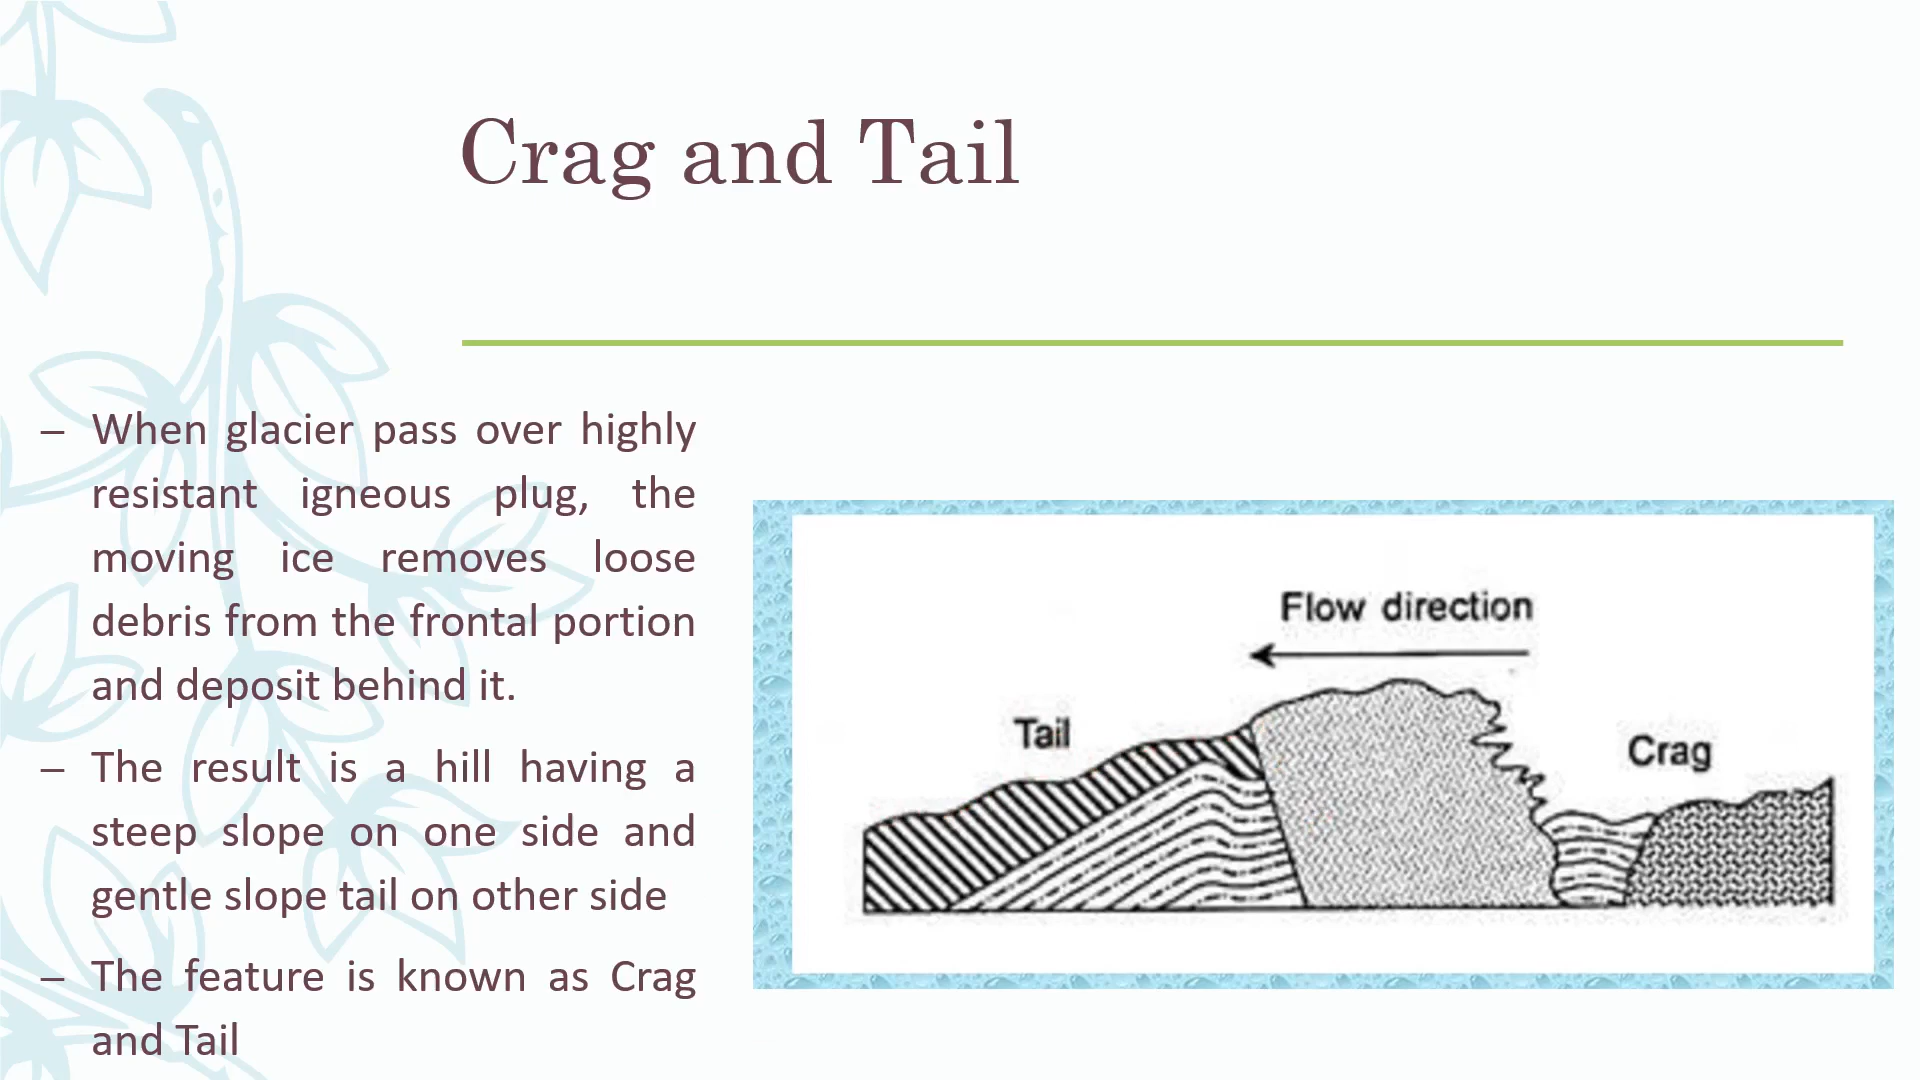 Crag and Tail
– When glacier pass over highly
resistant igneous plug, the
moving ice removes loose
debris from the frontal portion
and deposit behind it.
– The result is a hill having a
steep slope on one side and
gentle slope tail on other side
– The feature is known as Crag
and Tail
Flow direction
Tail
Crag